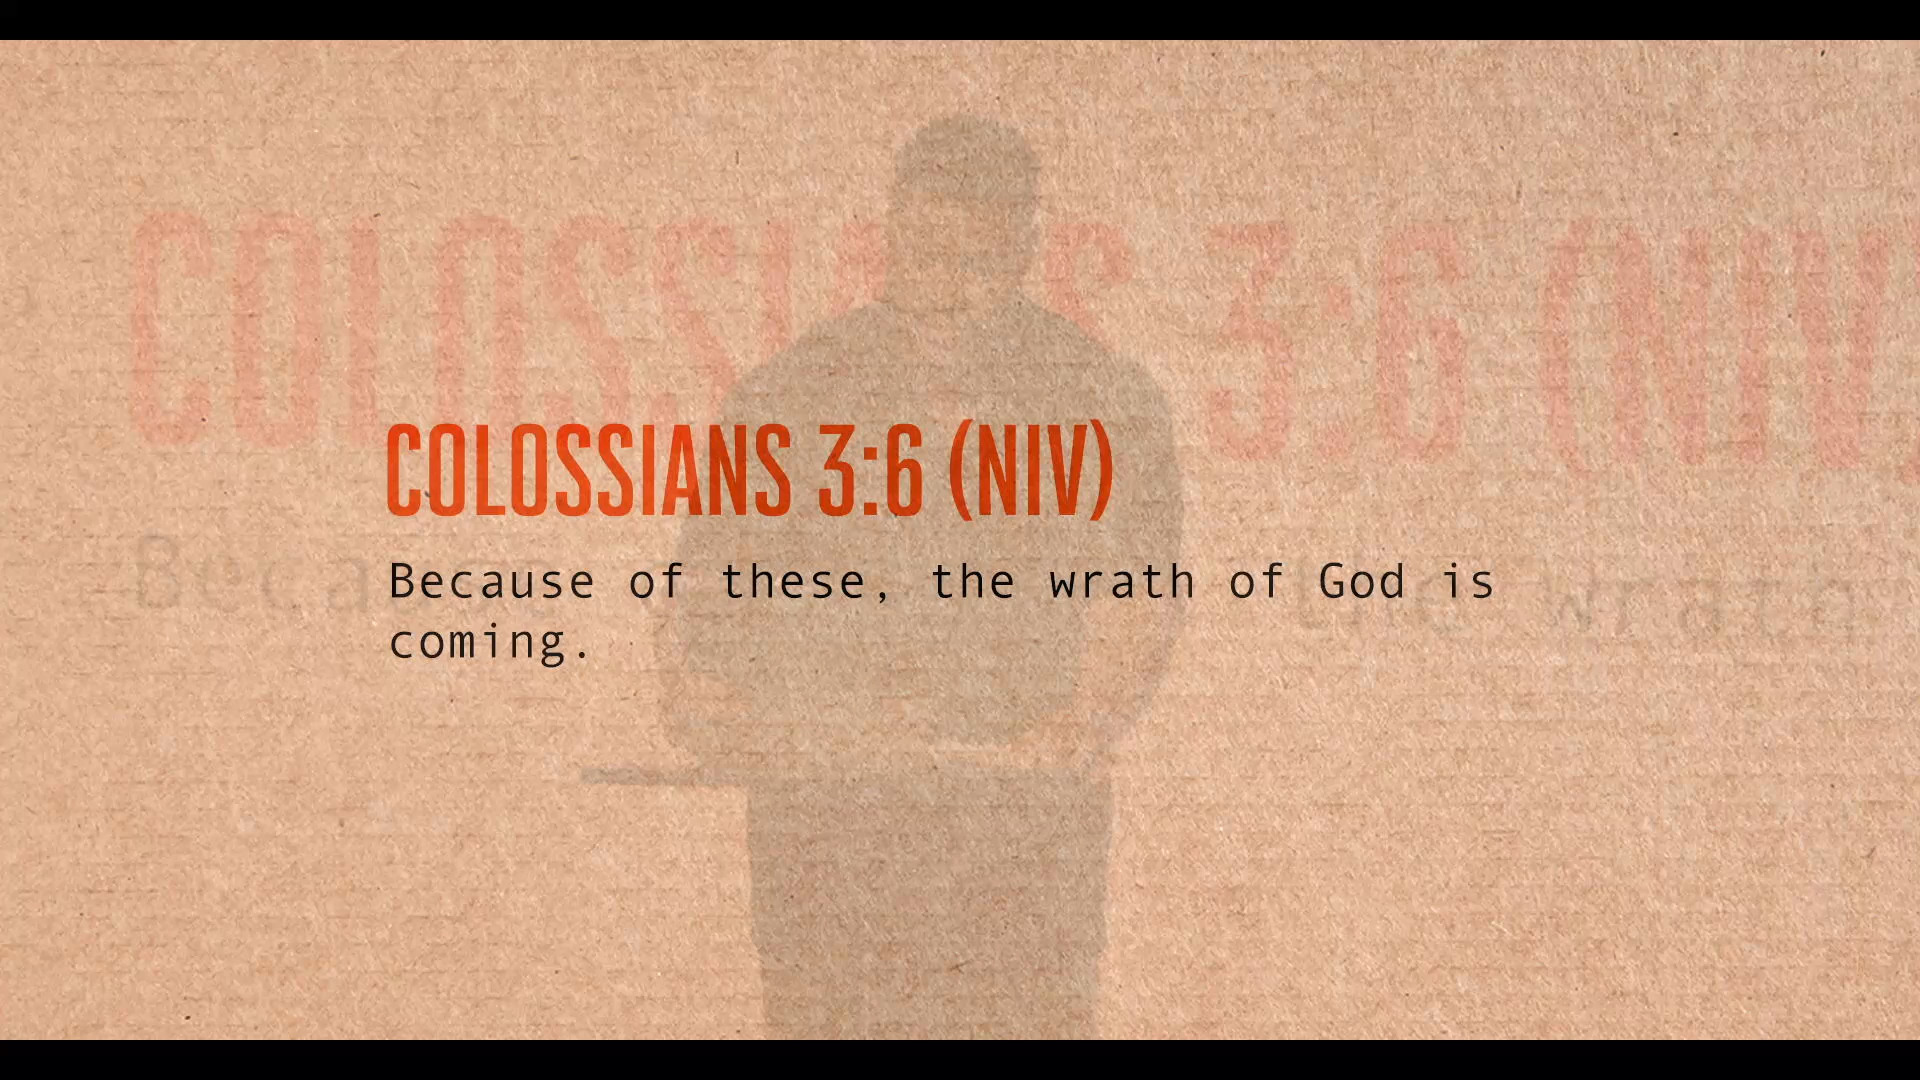 COLOSSIANS 3:6 (NIV)
Because of these, the wrath of God is
coming.